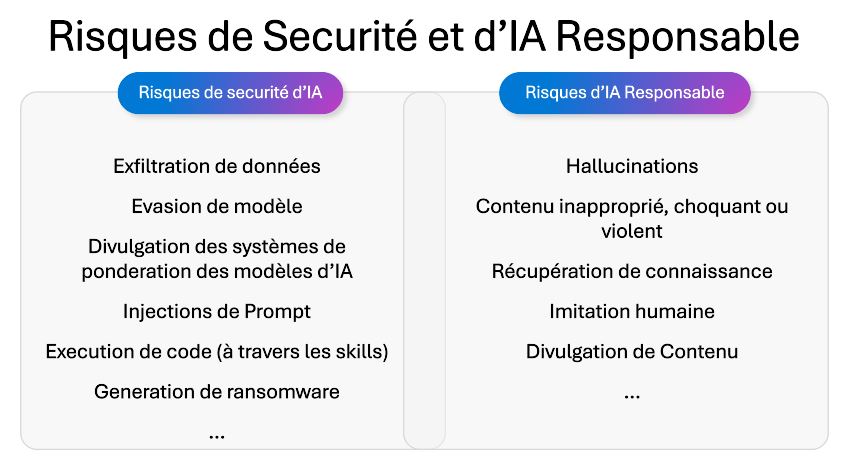 Risques de Securité et d’IA Responsable
Risques de securité d’IA
Exfiltration de données
Evasion de modèle
Divulgation des systèmes de
ponderation des modèles d’IA
Injections de Prompt
Execution de code (à travers les skills)
Generation de ransomware
...
Risques d’IA Responsable
Hallucinations
Contenu inapproprié, choquant ou
violent
Récupération de connaissance
Imitation humaine
Divulgation de Contenu
...